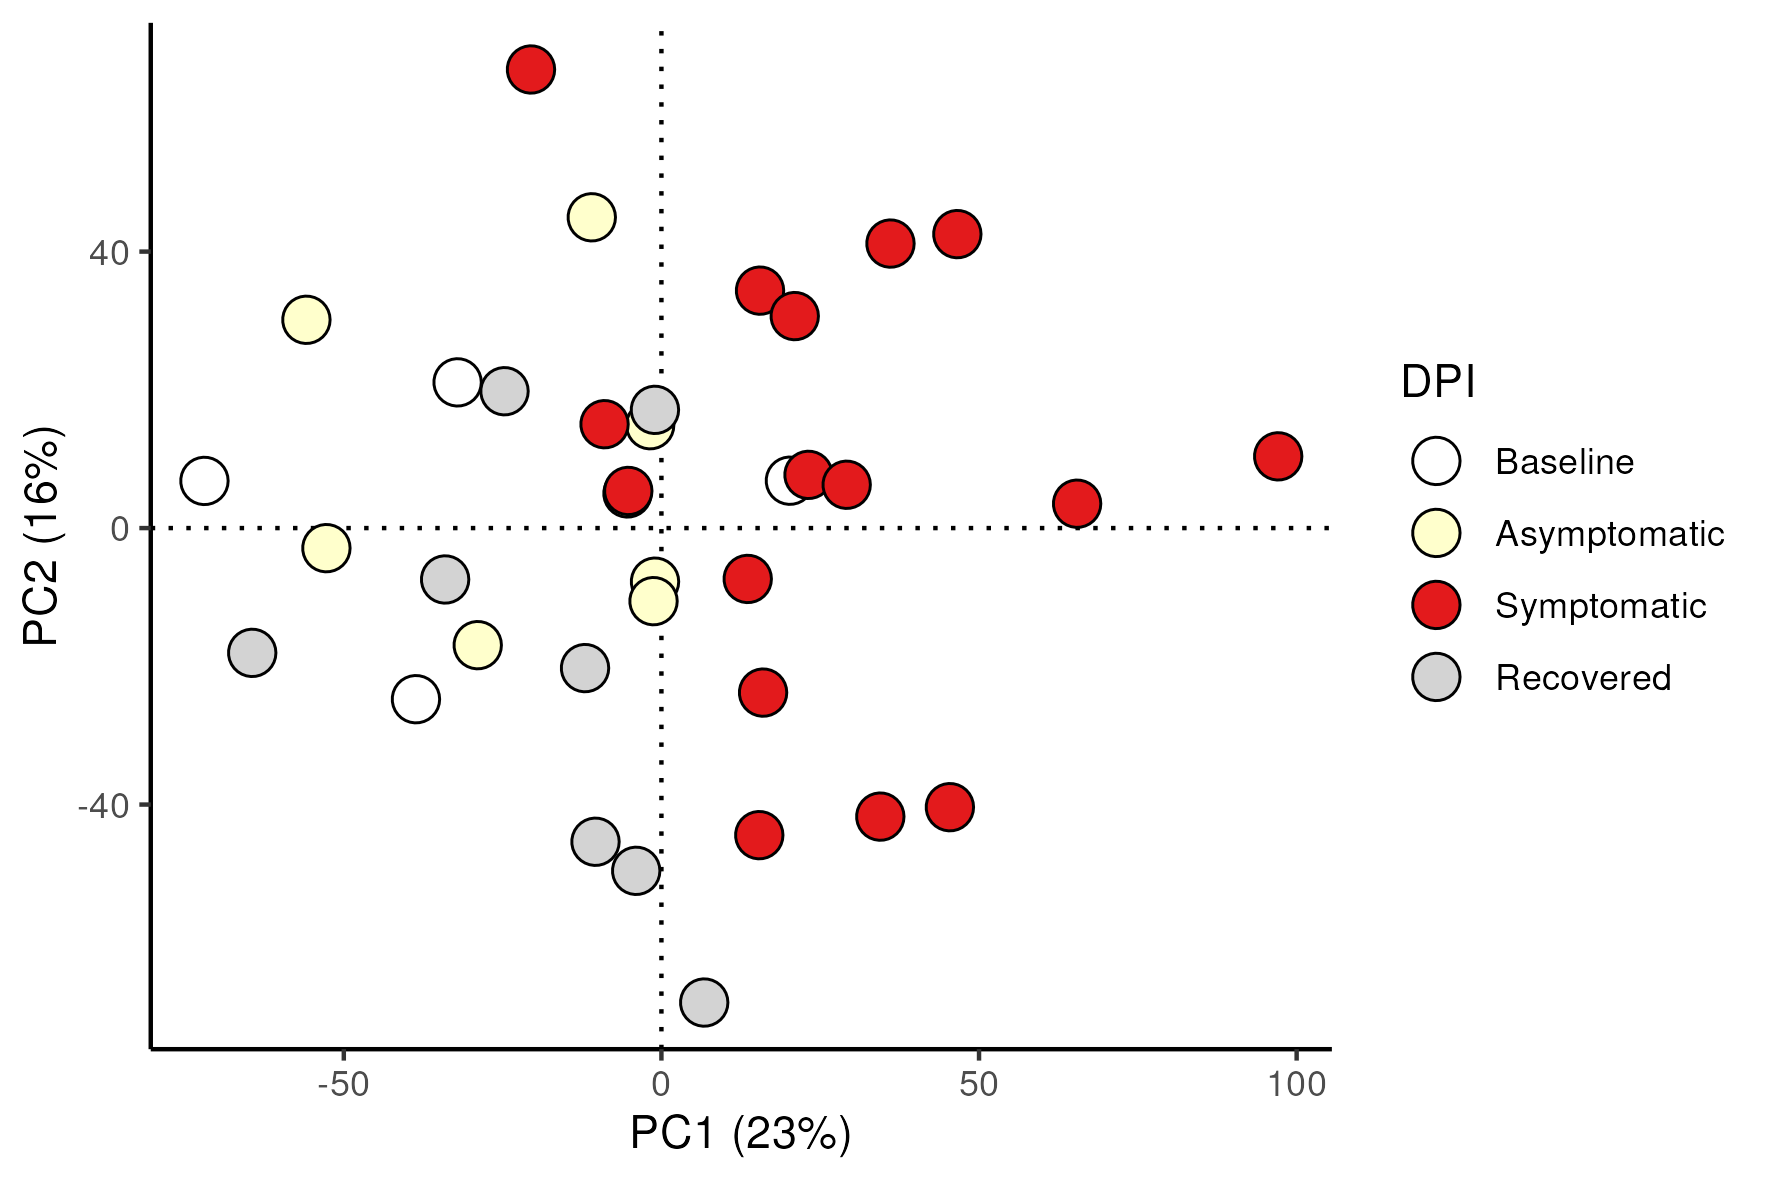 PC2 (16%)
40
0
-40
-50
0
50
100
PC1 (23%)
DPI
Baseline
Asymptomatic
Symptomatic
Recovered